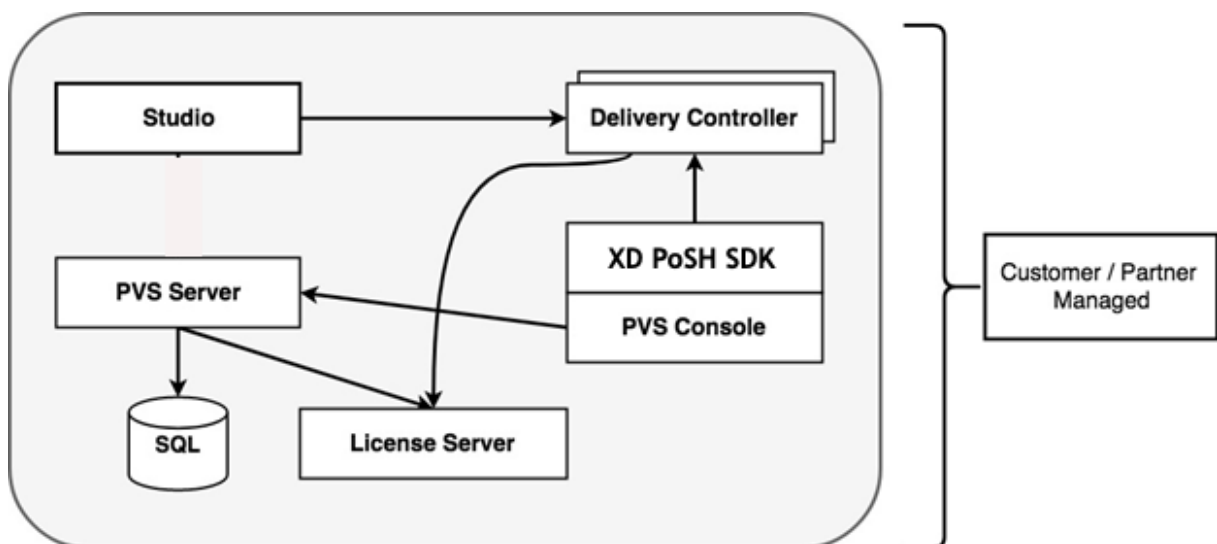 Studio
Delivery Controller
XD PoSH SDK
PVS Server
PVS Console
Customer / Partner
Managed
SQL
License Server